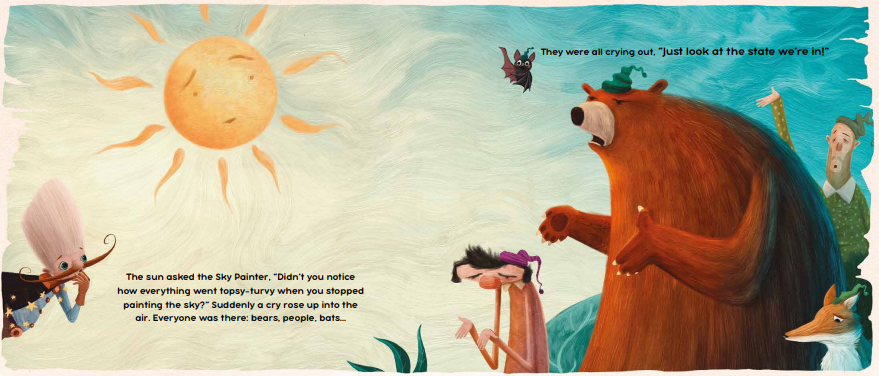 They were all crying out, "Just look at the state we're in!"
The sun asked the Sky Painter, "Didn't you notice
how everything went topsy-turvy when you stopped
painting the sky?" Suddenly a cry rose up into the
air. Everyone was there: bears, people, bats...